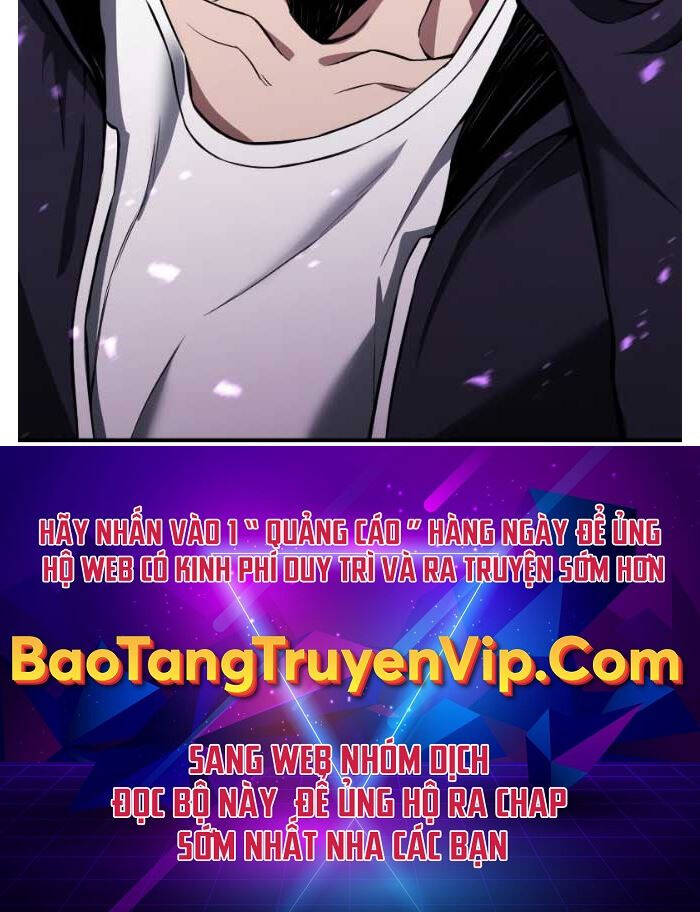 HÃY NHẤN VÀO 1 “ QUẢNG CÁO ” HÀNG NGÀY ĐỂ ỦNG
HỘ WEB CÓ KINH PHÍ DUY TRÌ VÀ RA TRUYỆN SỚM HƠN
BaoTangTruyenVip.Com
SANG WEB NHÓM DỊCH
ĐỌC BỘ NÀY ĐỂ ỦNG HỘ RA CHAP
SỚM NHẤT NHA CÁC BẠN